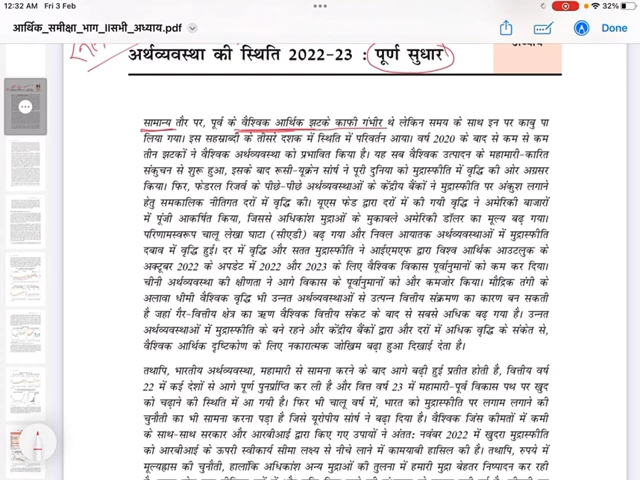 12:32 AM Fri 3 Feb
32%
आर्थिक_समीक्षा_भाग_IIसभी_अध्याय.pdf
Done
अर्थव्यवस्था की स्थिति 2022-23 : पूर्ण सुधार
अध्याय
सामान्य तौर पर, पूर्व के वैश्विक आर्थिक झटके काफी गंभीर थे लेकिन समय के साथ इन पर काबु पा
लिया गया। इस सहस्राब्दी के तीसरे दशक में स्थिति में परिवर्तन आया। वर्ष 2020 के बाद से कम से कम
तीन झटकों ने वैश्विक अर्थव्यवस्था को प्रभावित किया है। यह सब वैश्विक उत्पादन के महामारी-कारित
संकुचन से शुरू हुआ, इसके बाद रूसी-यूक्रेन सोर्ष ने पूरी दुनिया को मुद्रास्फीति में वृद्धि की ओर अग्रसर
किया। फिर, फेडरल रिजर्व के पीछे-पीछे अर्थव्यवस्थाओं के केंद्रीय बैंकों ने मुद्रास्फीति पर अंकुश लगाने
हेतु समकालिक नीतिगत दरों में वृद्धि की। यूएस फेड द्वारा दरों में की गयी वृद्धि ने अमेरिकी बाजारों
में पूंजी आकर्षित किया, जिससे अधिकांश मुद्राओं के मुकाबले अमेरिकी डॉलर का मूल्य बढ़ गया।
परिणामस्वरूप चालू लेखा घाटा (सीएडी) बढ़ गया और निवल आयातक अर्थव्यवस्थाओं में मुद्रास्फीति
दबाव में वृद्धि हुई। दर में वृद्धि और सतत मुद्रास्फीति ने आईएमएफ द्वारा विश्व आर्थिक आउटलुक के
अक्टूबर 2022 के अपडेट में 2022 और 2023 के लिए वैश्विक विकास पूर्वानुमानों को कम कर दिया।
चीनी अर्थव्यवस्था की क्षीणता ने आगे विकास के पूर्वानुमानों को और कमजोर किया। मौद्रिक तंगी के
अलावा धीमी वैश्विक वृद्धि भी उन्नत अर्थव्यवस्थाओं से उत्पन्न वित्तीय संक्रमण का कारण बन सकती
है जहां गैर-वित्तीय क्षेत्र का ऋण वैश्विक वित्तीय संकट के बाद से सबसे अधिक बढ़ गया है। उन्नत
अर्थव्यवस्थाओं में मुद्रास्फीति के बने रहने और केंद्रीय बैंकों द्वारा और दरों में अधिक वृद्धि के संकेत से,
वैश्विक आर्थिक दृष्टिकोण के लिए नकारात्मक जोखिम बढ़ा हुआ दिखाई देता है।
तथापि, भारतीय अर्थव्यवस्था, महामारी से सामना करने के बाद आगे बढ़ी हुई प्रतीत होती है, वित्तीय वर्ष
22 में कई देशों से आगे पूर्ण पुनप्राप्ति कर ली है और वित्त वर्ष 23 में महामारी-पूर्व विकास पथ पर खुद
को चढ़ाने की स्थिति में आ गयी है। फिर भी चालू वर्ष में, भारत को मुद्रास्फीति पर लगाम लगाने की
चुनौती का भी सामना करना पड़ा है जिसे यूरोपीय सोर्ष ने बढ़ा दिया है। वैश्विक जिंस कीमतों में कमी
के साथ-साथ सरकार और आरबीआई द्वारा किए गए उपायों ने अंततः नवंबर 2022 में खुदरा मुद्रास्फीति
को आरबीआई के ऊपरी स्वीकार्य सीमा लक्ष्य से नीचे लाने में कामयाबी हासिल की है। तथापि, रुपये में
मूल्यह्रास की चुनौती, हालांकि अधिकांश अन्य मुद्राओं की तुलना में हमारी मुद्रा बेहतर निष्पादन कर रही